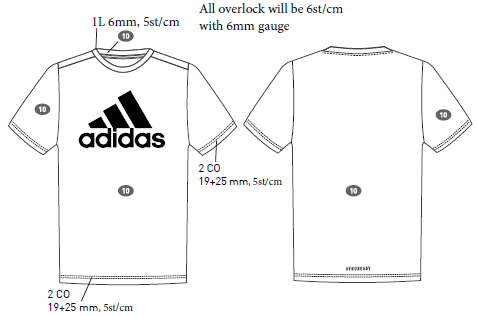 All overlock will be 6st/cm
with 6mm gauge
1L 6mm, 5st/cm
10
10
10
adidas
10
10
2 CO
19+25 mm, 5st/cm
AEROREADY
2 CO
19+25 mm, 5st/cm